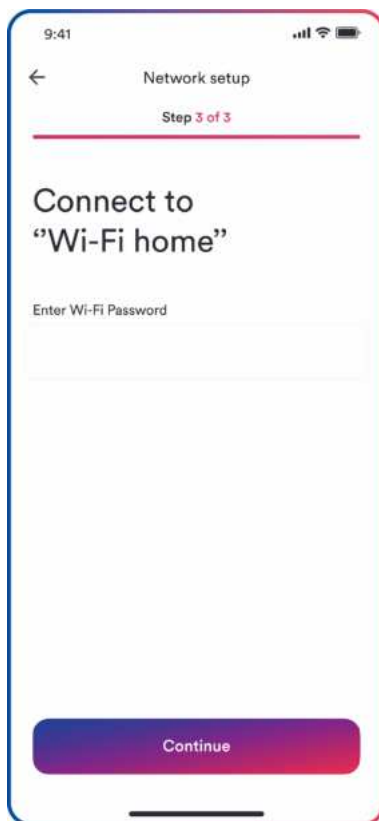 9:41
Network setup
Step 3 of 3
Connect to
‘’Wi-Fi home’’
Enter Wi-Fi Password
Continue